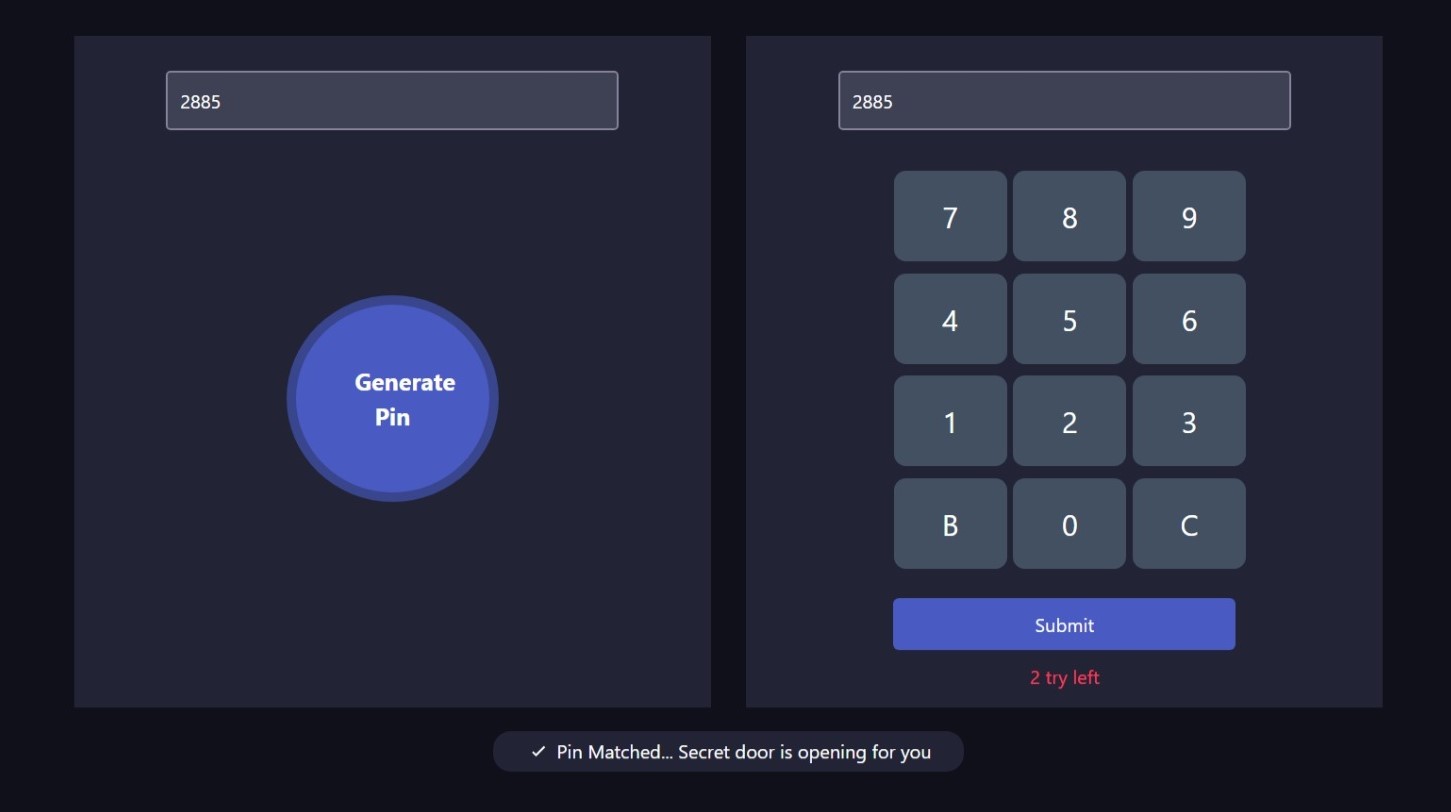 2885
Generate
Pin
2885
7 8 9
4 5 6
1 2 3
B 0 C
Submit
2 try left
✓ Pin Matched... Secret door is opening for you